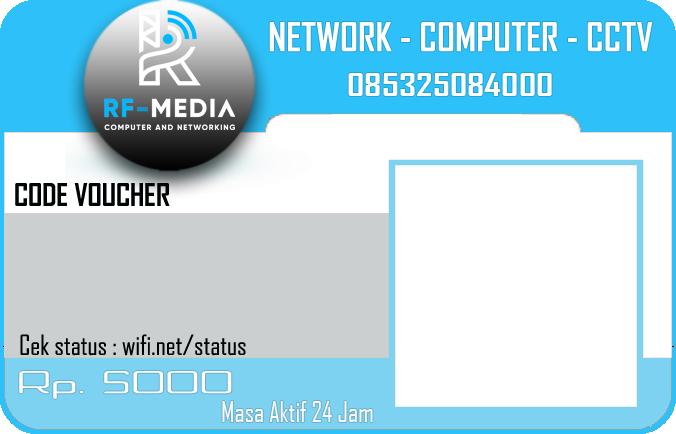 NETWORK - COMPUTER - CCTV
085325084000
RF-MEDIA
COMPUTER AND NETWORKING
CODE VOUCHER
Cek status : wifi.net/status
Rp. 5000
Masa Aktif 24 Jam